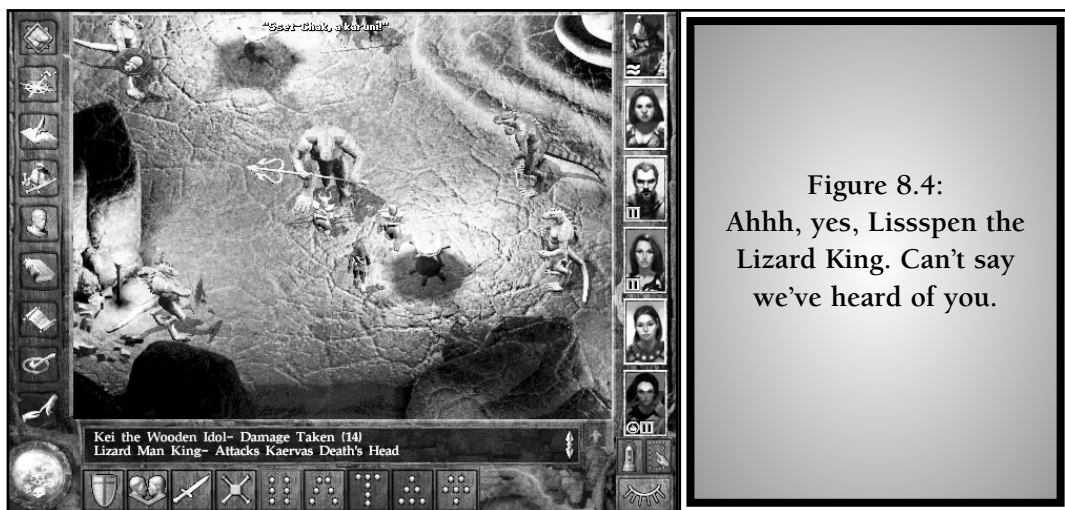 "Sset-Chak, a karuni!"
Kei the Wooden Idol- Damage Taken (14)
Lizard Man King- Attacks Kaervas Death's Head
Figure 8.4:
Ahhh, yes, Lissspen the
Lizard King. Can't say
we've heard of you.